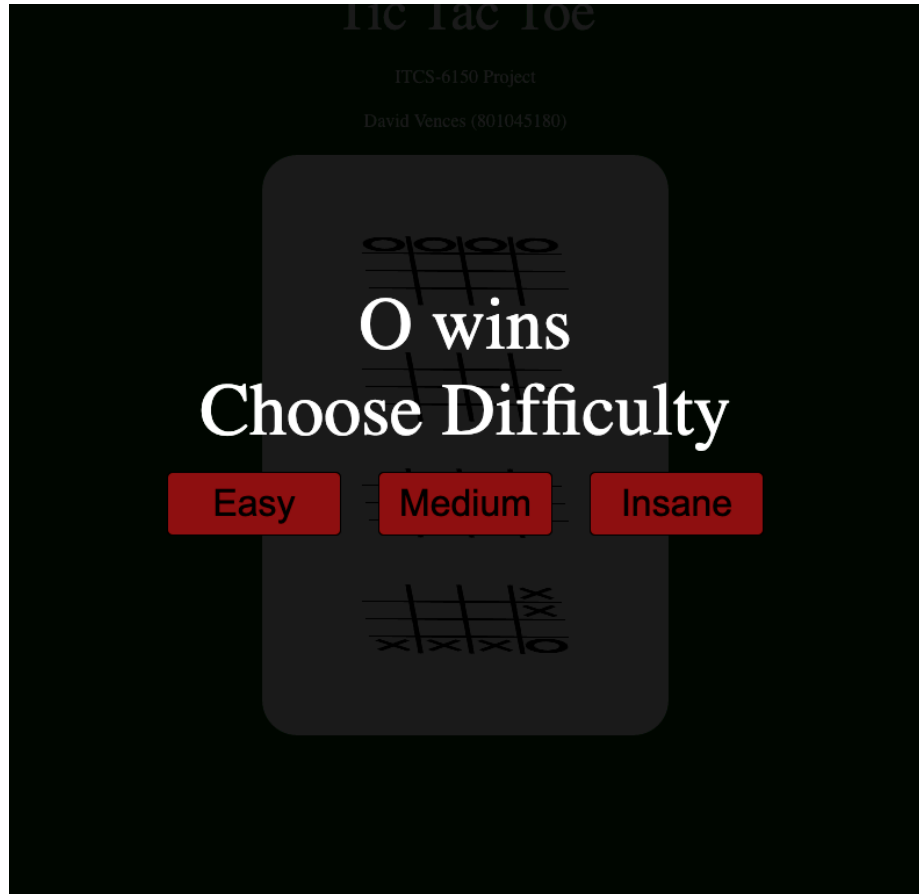 Tic Tac Toe
ITCS-6150 Project
David Vences (801045180)
O O O O
O wins
Choose Difficulty
Easy Medium Insane
X
X
X X X O